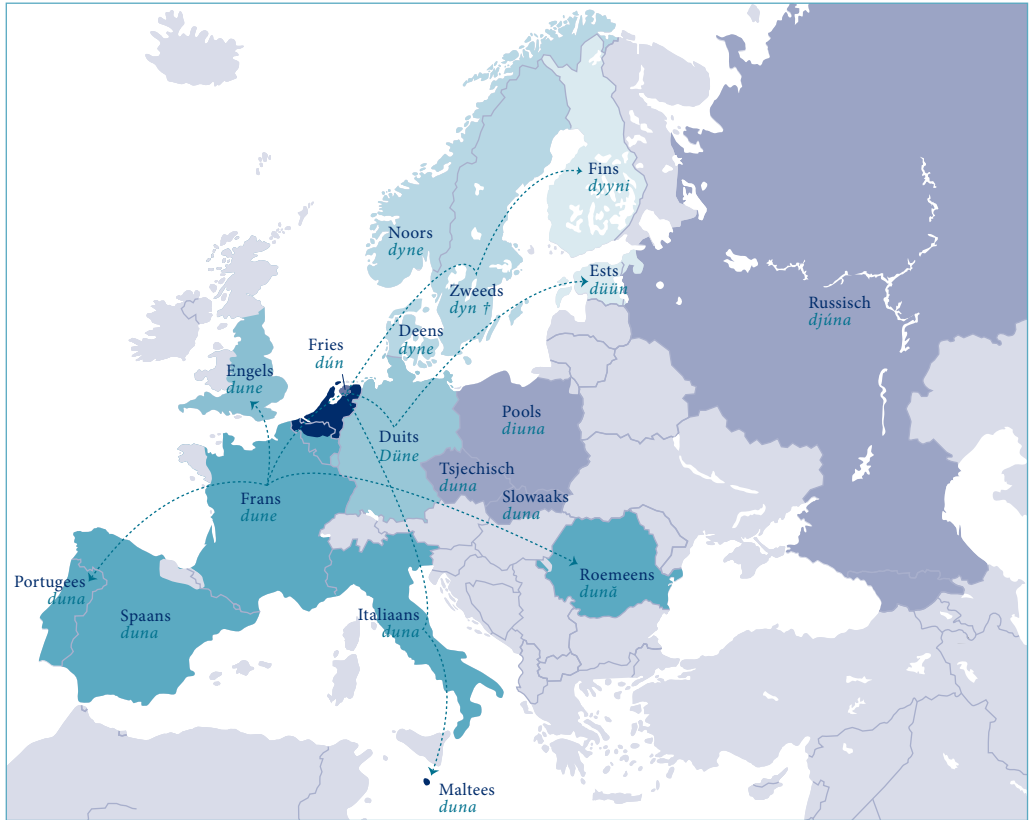 Fins
dyyni
Noors
dyne
Ests
düün
Zweeds
dyn †
Russisch
djúna
Deens
dyne
Fries
dún
Engels
dune
Pools
diuna
Duits
Düne
Tsjechisch
duna
Slowaaks
duna
Frans
dune
Portugees
duna
Roemeens
dună
Spaans
duna
Italiaans
duna
Maltees
duna